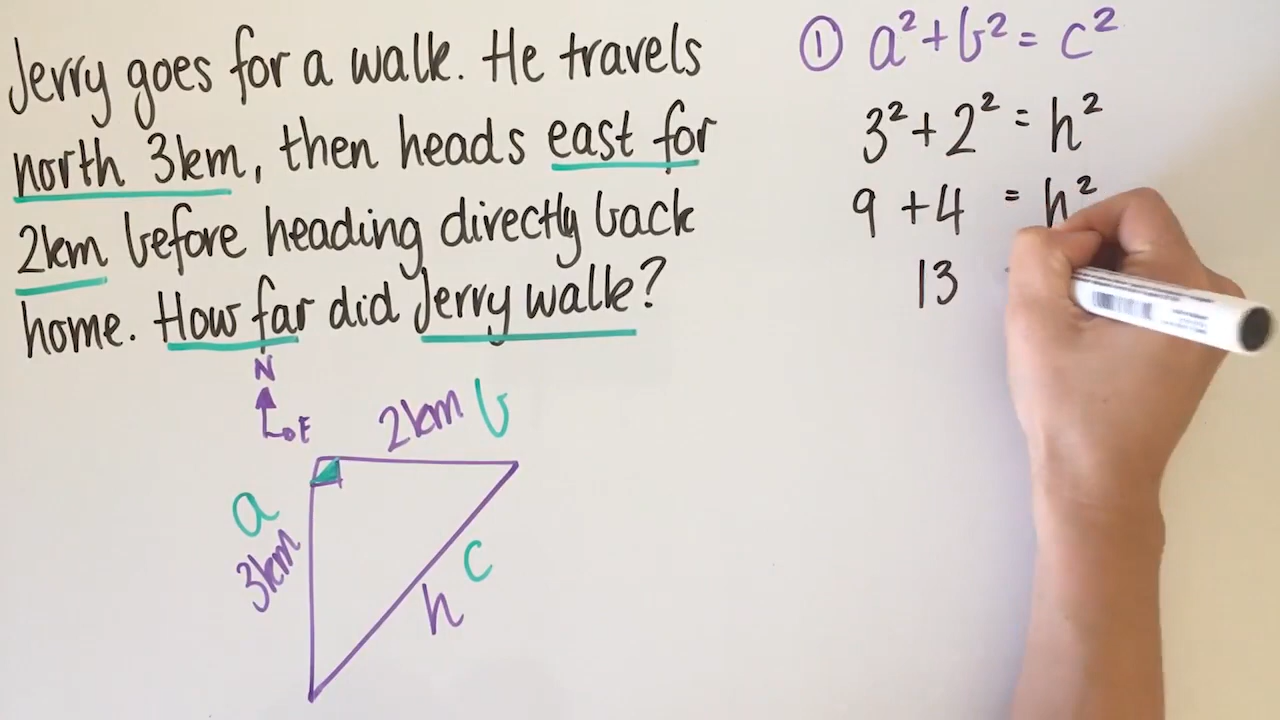 Jerry goes for a walk. He travels
north 3km, then heads east for
2km before heading directly back
home. How far did Jerry walk?
N
E
2km b
a
3km
c
h
① a² + b² = c²
3² + 2² = h²
9 + 4 = h²
13